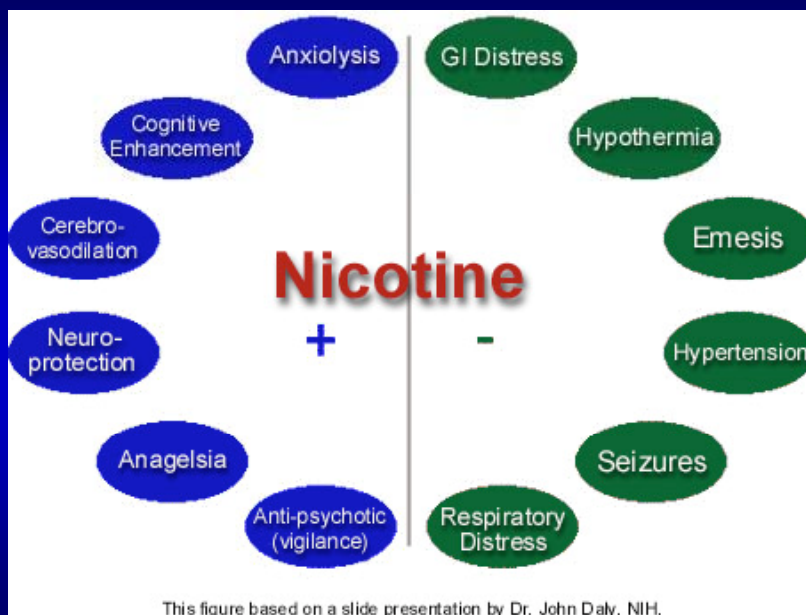 Anxiolysis
Cognitive
Enhancement
Cerebro-
vasodilation
Neuro-
protection
Anagelsia
Anti-psychotic
(vigilance)
Nicotine
+
-
GI Distress
Hypothermia
Emesis
Hypertension
Seizures
Respiratory
Distress
This figure based on a slide presentation by Dr. John Daly, NIH.